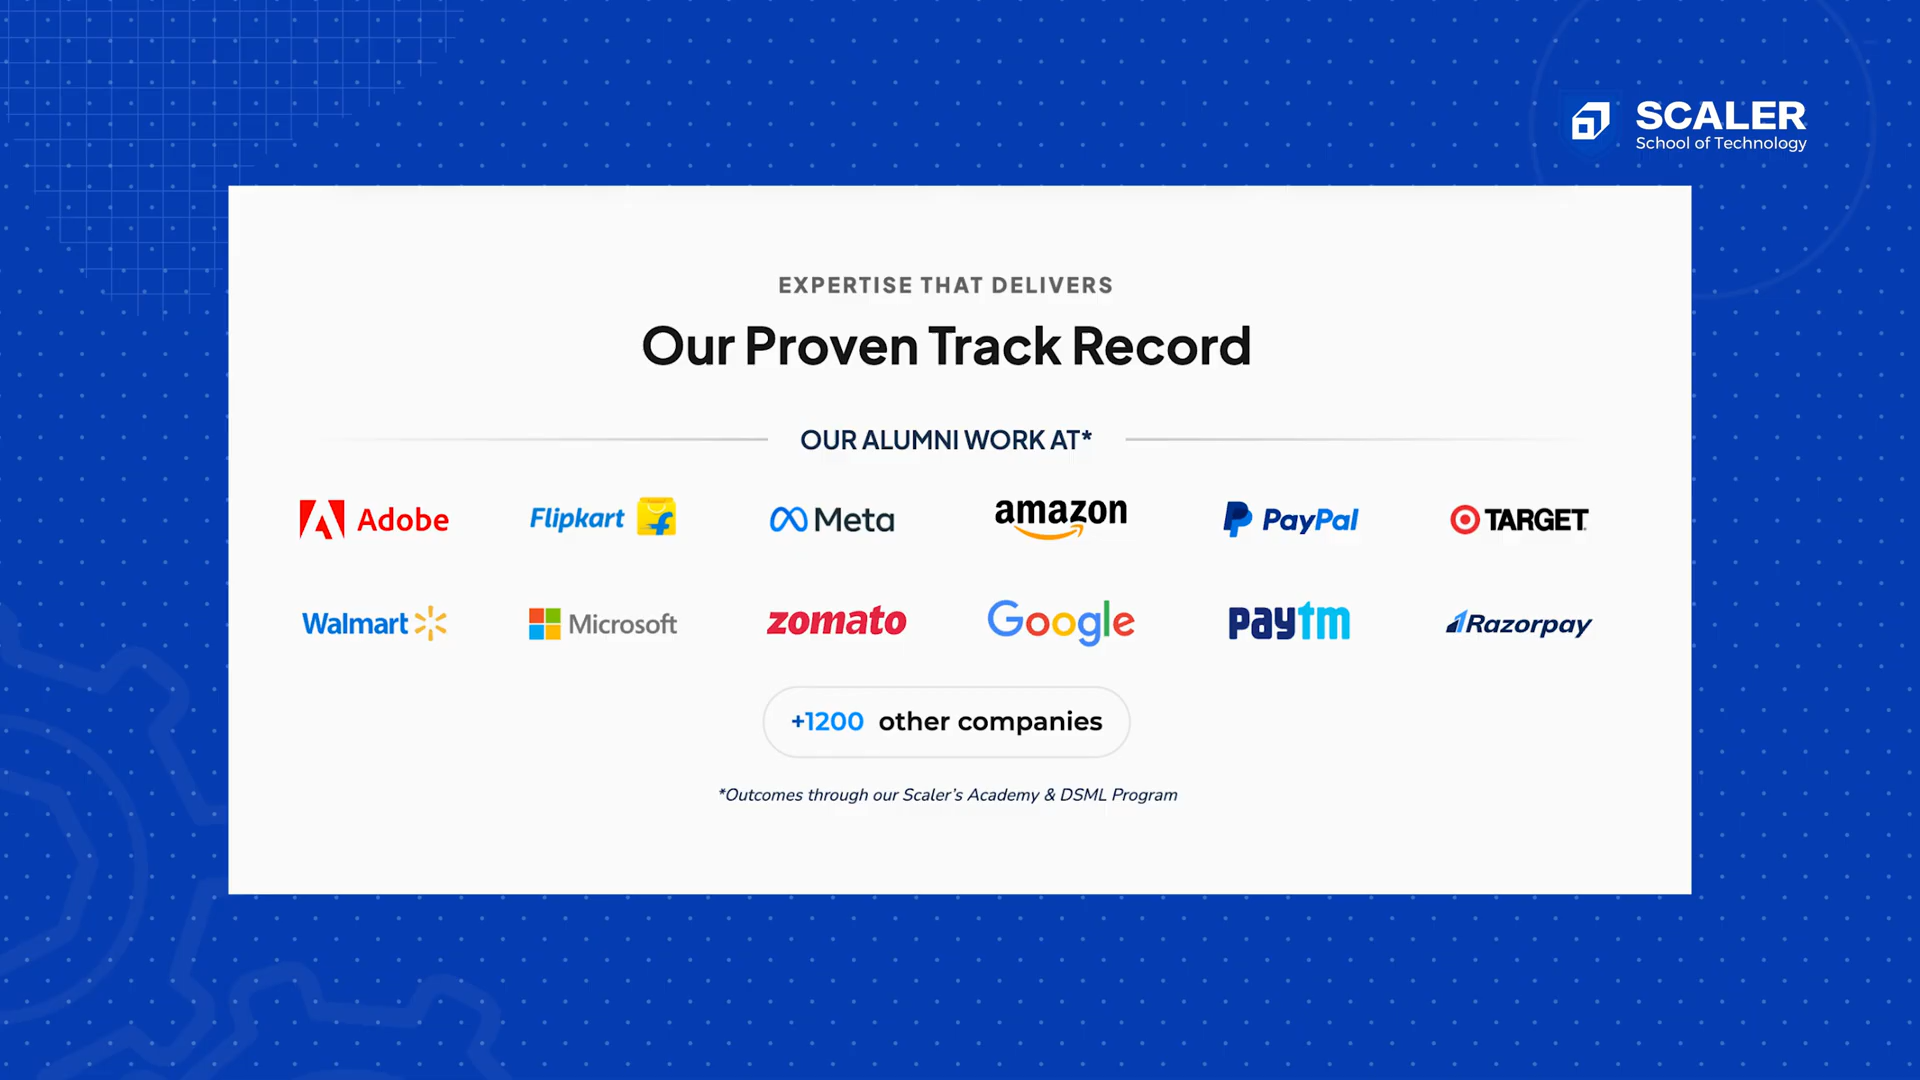 SCALER
School of Technology
EXPERTISE THAT DELIVERS
Our Proven Track Record
OUR ALUMNI WORK AT*
Adobe Flipkart Meta amazon PayPal TARGET
Walmart Microsoft zomato Google paytm Razorpay
+1200 other companies
*Outcomes through our Scaler's Academy & DSML Program